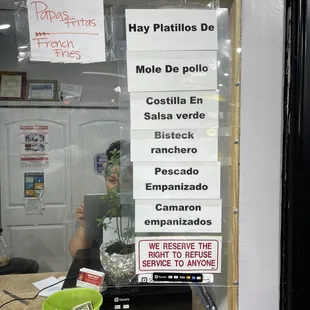 Papas
Fritas
French
Fries
Hay Platillos De
Mole De pollo
Costilla En
Salsa verde
Bisteck
ranchero
Pescado
Empanizado
Camaron
empanizados
WE RESERVE THE
RIGHT TO REFUSE
SERVICE TO ANYONE